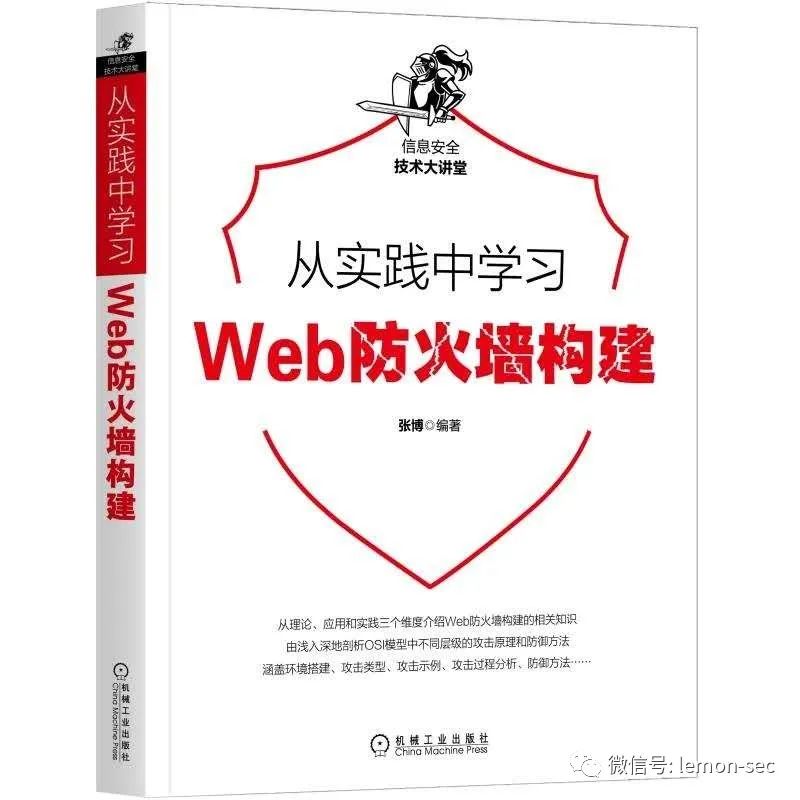 信息安全
技术大讲堂
从实践中学习
Web防火墙构建
机械工业出版社
China Machine Press
信息安全
技术大讲堂
从实践中学习
Web防火墙构建
张博◎编著
从理论、应用和实践三个维度介绍Web防火墙构建的相关知识
由浅入深地剖析OSI模型中不同层级的攻击原理和防御方法
涵盖环境搭建、攻击类型、攻击示例、攻击过程分析、防御方法……
机械工业出版社
China Machine Press
微信号: lemon-sec